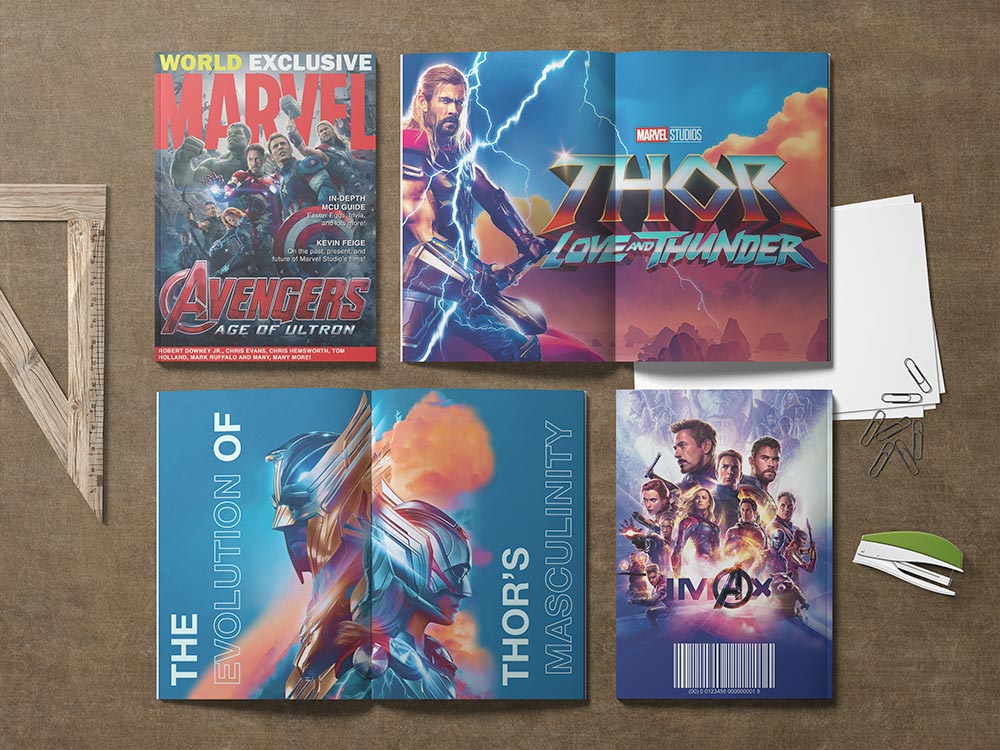 WORLD EXCLUSIVE
MARVEL
IN-DEPTH
MCU GUIDE
Easter Eggs, trivia,
and lots more!
KEVIN FEIGE
On the past, present, and
future of Marvel Studio's films!
AVENGERS
AGE OF ULTRON
ROBERT DOWNEY JR., CHRIS EVANS, CHRIS HEMSWORTH, TOM
HOLLAND, MARK RUFFALO AND MANY, MANY MORE!
MARVEL STUDIOS
THOR
LOVE AND THUNDER
THE
EVOLUTION OF
THOR'S
MASCULINITY
IMAX
(00) 0 0123456 000000001 8